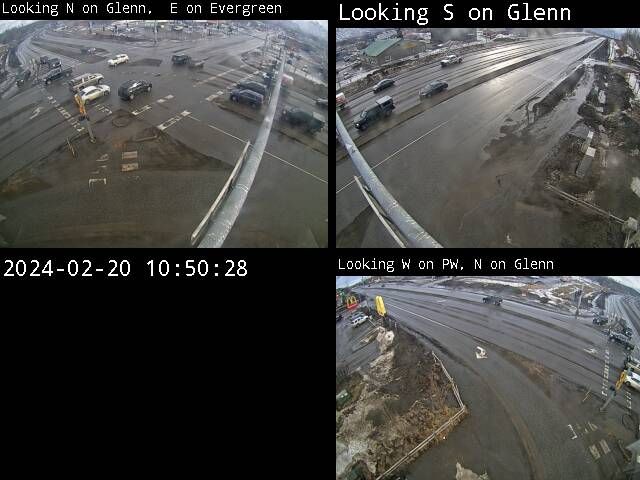 Looking N on Glenn,  E on Evergreen
Looking S on Glenn
2024-02-20 10:50:28
Looking W on PW, N on Glenn